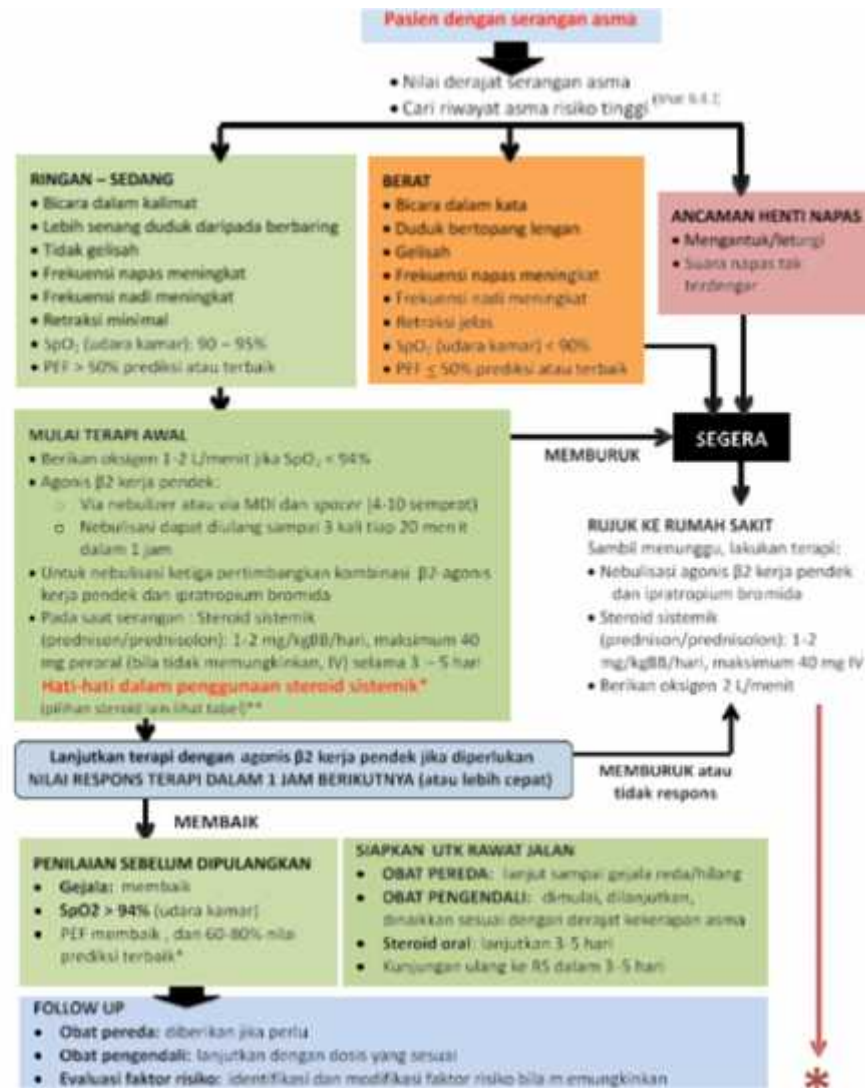 Pasien dengan serangan asma
• Nilai derajat serangan asma
• Cari riwayat asma risiko tinggi
RINGAN – SEDANG
• Bicara dalam kalimat
• Lebih senang duduk daripada berbaring
• Tidak gelisah
• Frekuensi napas meningkat
• Frekuensi nadi meningkat
• Retraksi minimal
• SpO₂ (udara kamar): 90 – 95%
• PEF > 50% prediksi atau terbaik
BERAT
• Bicara dalam kata
• Duduk bertopang lengan
• Gelisah
• Frekuensi napas meningkat
• Frekuensi nadi meningkat
• Retraksi jelas
• SpO₂ (udara kamar) < 90%
• PEF ≤ 50% prediksi atau terbaik
ANCAMAN HENTI NAPAS
• Mengantuk/letargi
• Suara napas tak
terdengar
MULAI TERAPI AWAL
• Berikan oksigen 1-2 L/menit jika SpO₂ < 94%
• Agonis β2 kerja pendek:
o Via nebulizer atau via MDI dan spacer (4-10 semprot)
o Nebulisasi dapat diulang sampai 3 kali tiap 20 menit
dalam 1 jam
• Untuk nebulisasi ketiga pertimbangkan kombinasi β2-agonis
kerja pendek dan ipratropium bromida
• Pada saat serangan : Steroid sistemik
(prednison/prednisolon): 1-2 mg/kgBB/hari, maksimum 40
mg peroral (bila tidak memungkinkan, IV) selama 3 – 5 hari
Hati-hati dalam penggunaan steroid sistemik*
(pilihan steroid lain lihat tabel)**
MEMBURUK
SEGERA
RUJUK KE RUMAH SAKIT
Sambil menunggu, lakukan terapi:
• Nebulisasi agonis β2 kerja pendek
dan ipratropium bromida
• Steroid sistemik
(prednison/prednisolon): 1-2
mg/kgBB/hari, maksimum 40 mg IV
• Berikan oksigen 2 L/menit
Lanjutkan terapi dengan agonis β2 kerja pendek jika diperlukan
NILAI RESPONS TERAPI DALAM 1 JAM BERIKUTNYA (atau lebih cepat)
MEMBURUK atau
tidak respons
MEMBAIK
PENILAIAN SEBELUM DIPULANGKAN
• Gejala: membaik
• SpO2 > 94% (udara kamar)
• PEF membaik , dan 60-80% nilai
prediksi terbaik*
SIAPKAN UTK RAWAT JALAN
• OBAT PEREDA: lanjut sampai gejala reda/hilang
• OBAT PENGENDALI: dimulai, dilanjutkan,
dinaikkan sesuai dengan derajat kekerapan asma
• Steroid oral: lanjutkan 3-5 hari
• Kunjungan ulang ke RS dalam 3-5 hari
FOLLOW UP
• Obat pereda: diberikan jika perlu
• Obat pengendali: lanjutkan dengan dosis yang sesuai
• Evaluasi faktor risiko: identifikasi dan modifikasi faktor risiko bila m emungkinkan
*